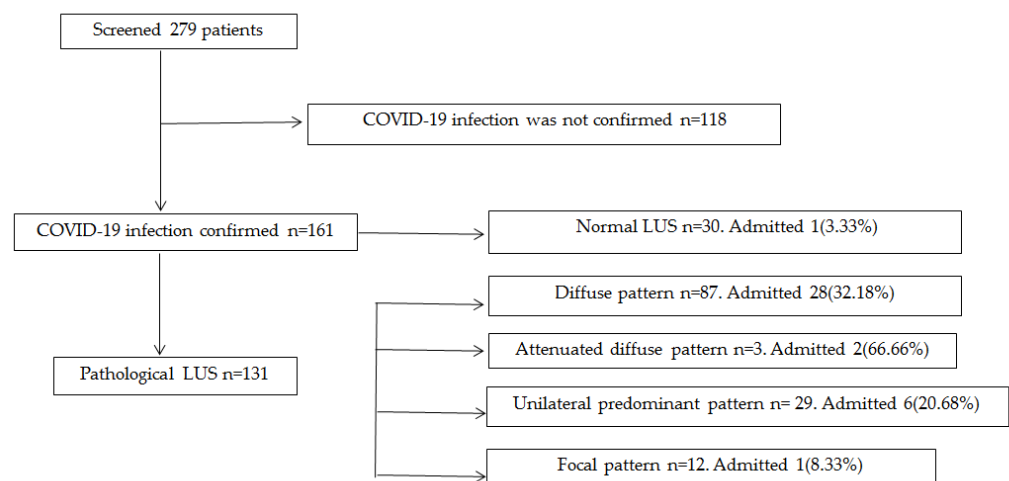 Screened 279 patients
COVID-19 infection was not confirmed n=118
COVID-19 infection confirmed n=161
Normal LUS n=30. Admitted 1(3.33%)
Diffuse pattern n=87. Admitted 28(32.18%)
Attenuated diffuse pattern n=3. Admitted 2(66.66%)
Pathological LUS n=131
Unilateral predominant pattern n= 29. Admitted 6(20.68%)
Focal pattern n=12. Admitted 1(8.33%)